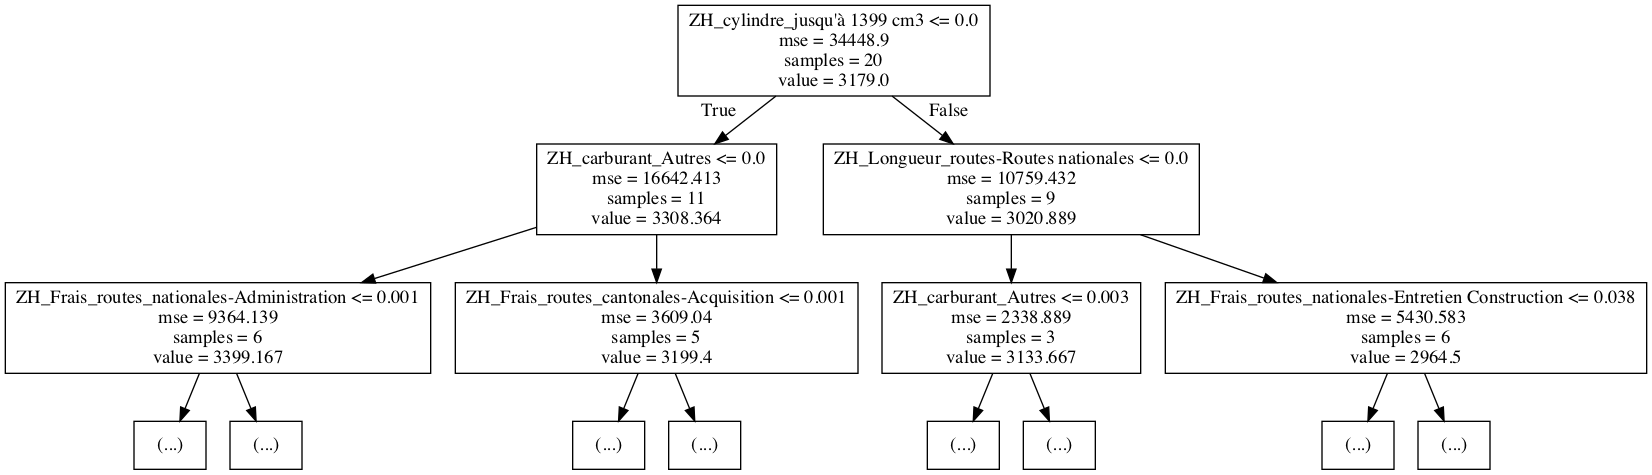 ZH_cylindre_jusqu'à 1399 cm3 <= 0.0
mse = 34448.9
samples = 20
value = 3179.0
True
False
ZH_carburant_Autres <= 0.0
mse = 16642.413
samples = 11
value = 3308.364
ZH_Longueur_routes-Routes nationales <= 0.0
mse = 10759.432
samples = 9
value = 3020.889
ZH_Frais_routes_nationales-Administration <= 0.001
mse = 9364.139
samples = 6
value = 3399.167
ZH_Frais_routes_cantonales-Acquisition <= 0.001
mse = 3609.04
samples = 5
value = 3199.4
ZH_carburant_Autres <= 0.003
mse = 2338.889
samples = 3
value = 3133.667
ZH_Frais_routes_nationales-Entretien Construction <= 0.038
mse = 5430.583
samples = 6
value = 2964.5
(...)
(...)
(...)
(...)
(...)
(...)
(...)
(...)